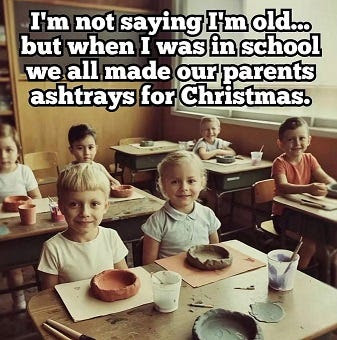 I'm not saying I'm old...
but when I was in school
we all made our parents
ashtrays for Christmas.